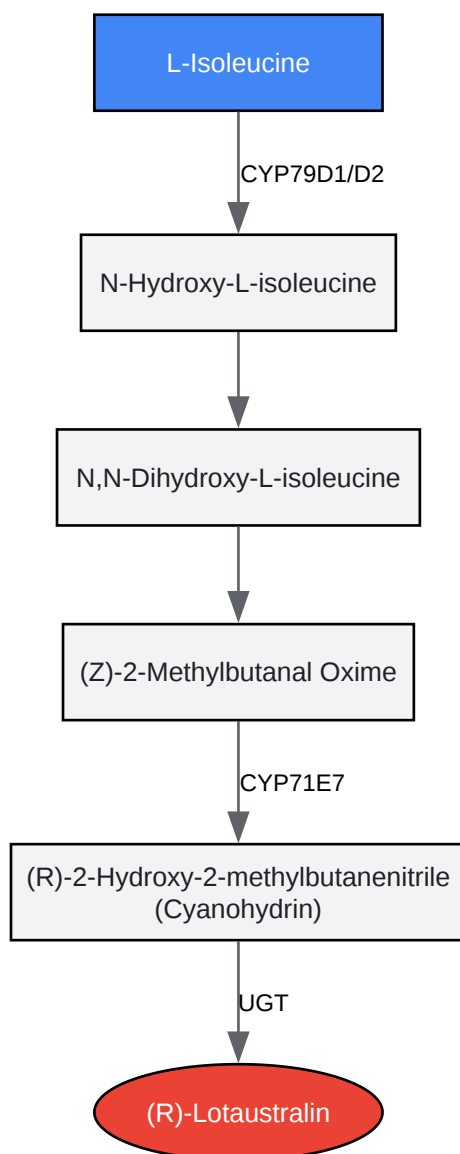 L-Isoleucine
CYP79D1/D2
N-Hydroxy-L-isoleucine
N,N-Dihydroxy-L-isoleucine
(Z)-2-Methylbutanal Oxime
CYP71E7
(R)-2-Hydroxy-2-methylbutanenitrile
(Cyanohydrin)
UGT
(R)-Lotaustralin